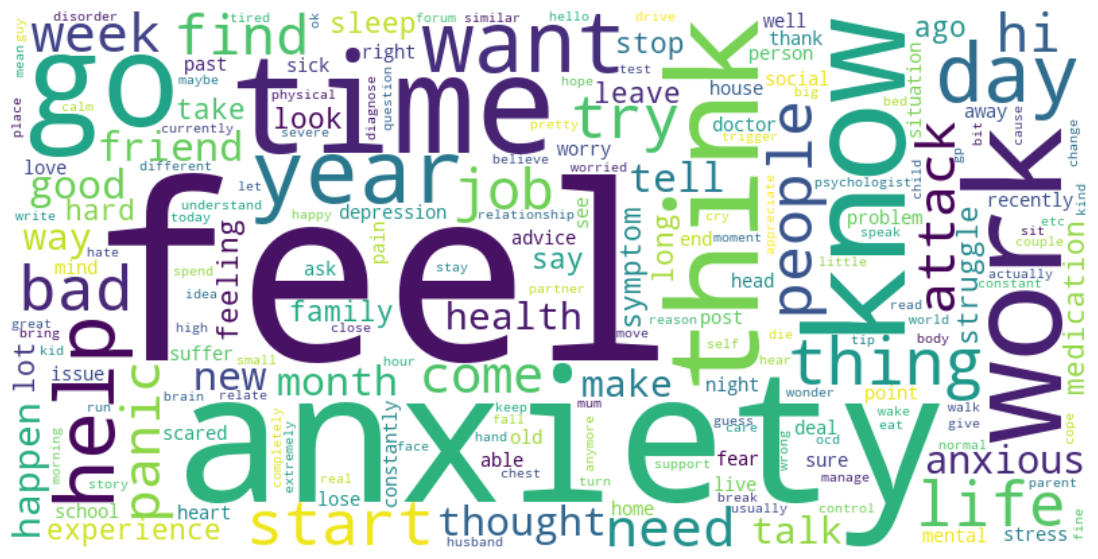 disorder
week
find
tired
ok
forum
sleep
similar
hello
want
drive
stop
well
thank
person
know
ago
hi
mean
guy
go
past
right
time
sick
think
house
social
big
day
calm
place
take
physical
look
severe
test
diagnose
question
hope
leave
try
pretty
doctor
trigger
people
situation
bed
away
bit
cause
work
change
currently
friend
love
different
year
believe
worry
worried
tell
psychologist
attack
gp
child
recently
kind
good
hard
let
understand
job
feel
write
today
happy
depression
relationship
see
long
cry
moment
appreciate
problem
speak
struggle
etc
sit
couple
way
hate
mind
feeling
pain
advice
end
say
symptom
head
little
actually
constant
medication
bad
spend
idea
ask
stay
partner
family
health
post
reason
self
die
read
world
tip
body
great
bring
kid
help
high
close
move
suffer
small
hour
hear
thing
issue
lot
new
month
come
make
night
wonder
point
brain
relate
run
panic
anxiety
keep
fall
mum
guess
care
wake
eat
walk
give
cope
happen
scared
completely
extremely
face
constantly
hand
old
able
anymore
fear
wrong
ocd
deal
sure
manage
normal
anxious
morning
story
real
chest
turn
support
live
parent
school
heart
lose
home
break
usually
control
life
experience
start
husband
thought
need
talk
mental
stress
fine